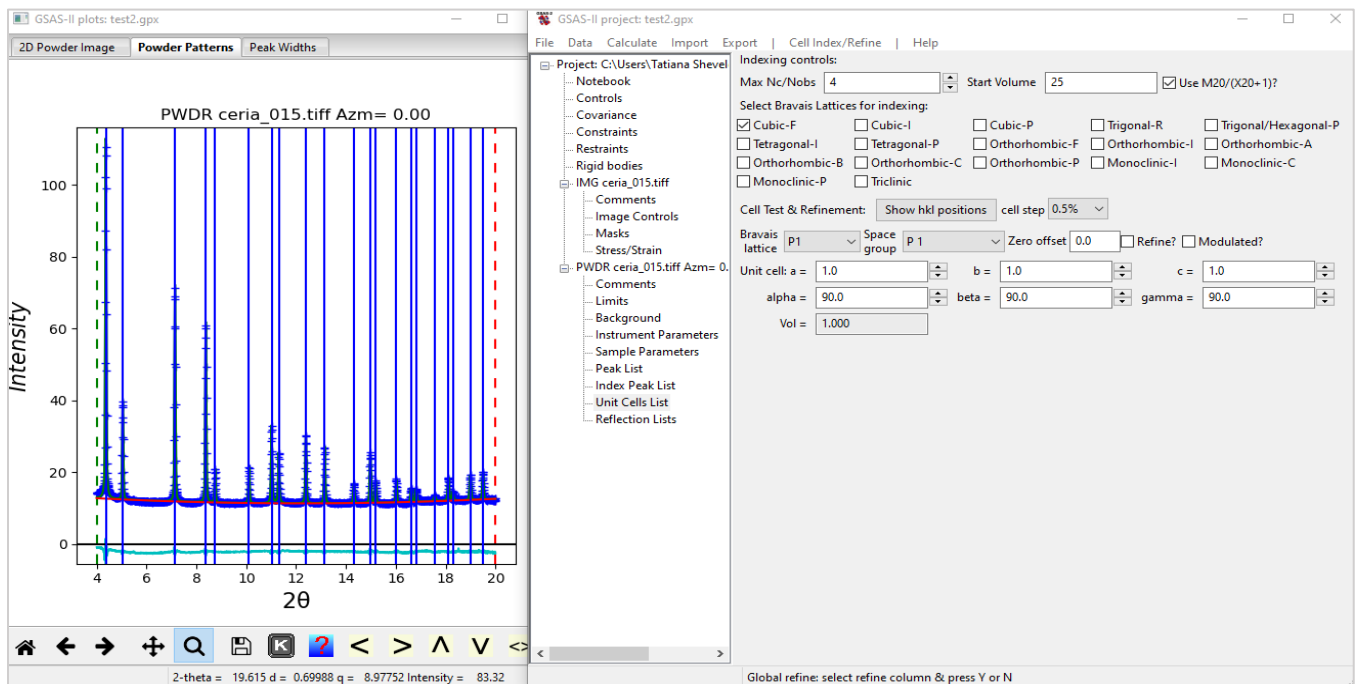 GSAS-II plots: test2.gpx
2D Powder Image Powder Patterns Peak Widths
PWDR ceria_015.tiff Azm= 0.00
Intensity
100
80
60
40
20
0
4 6 8 10 12 14 16 18 20
2θ
K ? < > Λ V <>
2-theta = 19.615 d = 0.69988 q = 8.97752 Intensity = 83.32
GSAS-II project: test2.gpx
File Data Calculate Import Export | Cell Index/Refine | Help
Project: C:\Users\Tatiana Shevel
Notebook
Controls
Covariance
Constraints
Restraints
Rigid bodies
IMG ceria_015.tiff
Comments
Image Controls
Masks
Stress/Strain
PWDR ceria_015.tiff Azm= 0.
Comments
Limits
Background
Instrument Parameters
Sample Parameters
Peak List
Index Peak List
Unit Cells List
Reflection Lists
Indexing controls:
Max Nc/Nobs 4 Start Volume 25 Use M20/(X20+1)?
Select Bravais Lattices for indexing:
Cubic-F Cubic-I Cubic-P Trigonal-R Trigonal/Hexagonal-P
Tetragonal-I Tetragonal-P Orthorhombic-F Orthorhombic-I Orthorhombic-A
Orthorhombic-B Orthorhombic-C Orthorhombic-P Monoclinic-I Monoclinic-C
Monoclinic-P Triclinic
Cell Test & Refinement: Show hkl positions cell step 0.5%
Bravais lattice P1 Space group P 1 Zero offset 0.0 Refine? Modulated?
Unit cell: a = 1.0 b = 1.0 c = 1.0
alpha = 90.0 beta = 90.0 gamma = 90.0
Vol = 1.000
Global refine: select refine column & press Y or N